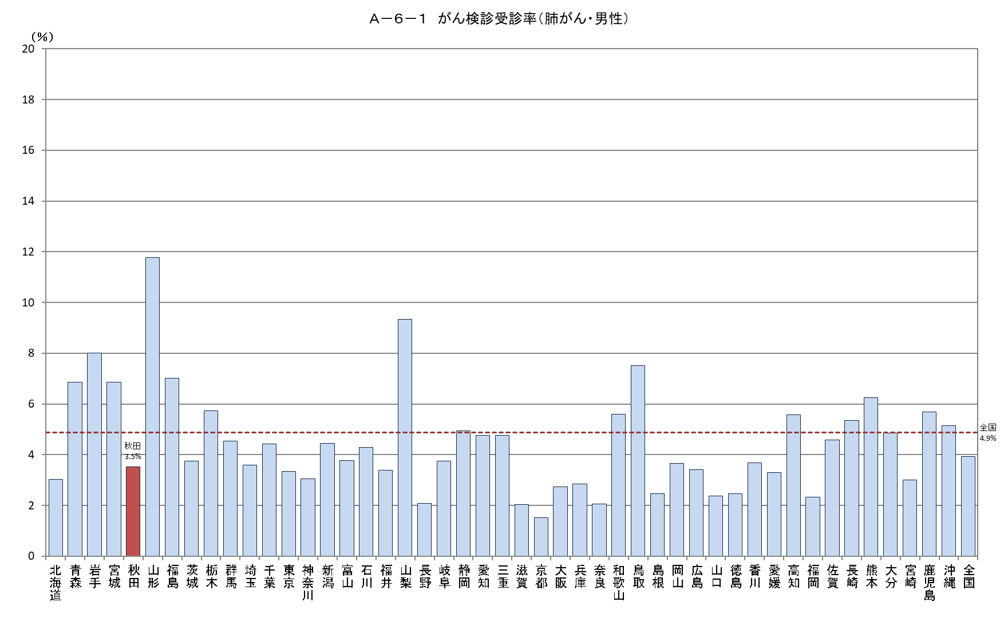 A－6－1　がん検診受診率（肺がん・男性）
（％）
20
18
16
14
12
10
8
6
4
2
0
秋田
3.5%
全国
4.9%
北海道
青森
岩手
宮城
秋田
山形
福島
茨城
栃木
群馬
埼玉
千葉
東京
神奈川
新潟
富山
石川
福井
山梨
長野
岐阜
静岡
愛知
三重
滋賀
京都
大阪
兵庫
奈良
和歌山
鳥取
島根
岡山
広島
山口
徳島
香川
愛媛
高知
福岡
佐賀
長崎
熊本
大分
宮崎
鹿児島
沖縄
全国